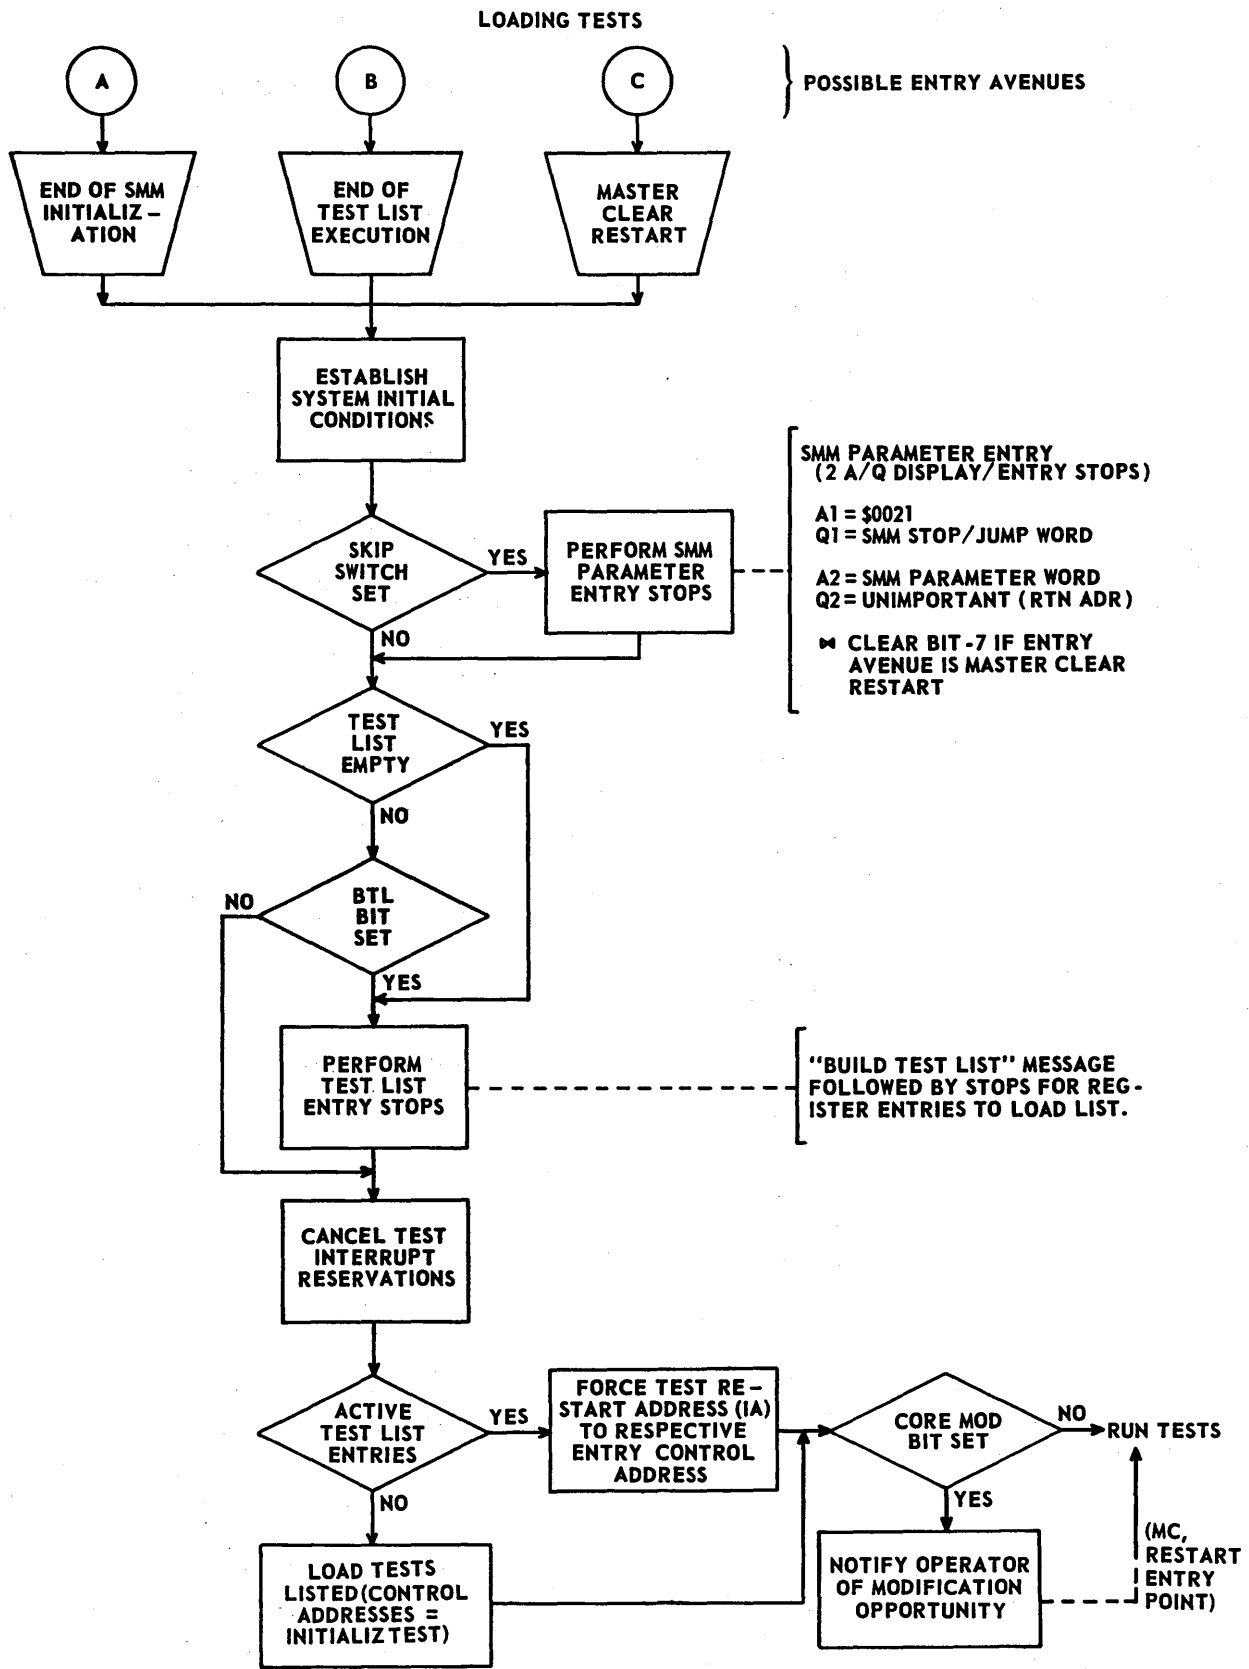 LOADING TESTS
A
B
C
POSSIBLE ENTRY AVENUES
END OF SMM
INITIALIZ -
ATION
END OF
TEST LIST
EXECUTION
MASTER
CLEAR
RESTART
ESTABLISH
SYSTEM INITIAL
CONDITIONS
SMM PARAMETER ENTRY
(2 A/Q DISPLAY/ENTRY STOPS)
A1 = $0021
Q1 = SMM STOP/JUMP WORD
A2 = SMM PARAMETER WORD
Q2 = UNIMPORTANT (RTN ADR)
⋈ CLEAR BIT -7 IF ENTRY
AVENUE IS MASTER CLEAR
RESTART
SKIP
SWITCH
SET
YES
PERFORM SMM
PARAMETER
ENTRY STOPS
NO
TEST
LIST
EMPTY
YES
NO
BTL
BIT
SET
NO
YES
PERFORM
TEST LIST
ENTRY STOPS
"BUILD TEST LIST" MESSAGE
FOLLOWED BY STOPS FOR REG -
ISTER ENTRIES TO LOAD LIST.
CANCEL TEST
INTERRUPT
RESERVATIONS
ACTIVE
TEST LIST
ENTRIES
YES
FORCE TEST RE -
START ADDRESS (IA)
TO RESPECTIVE
ENTRY CONTROL
ADDRESS
CORE MOD
BIT SET
NO
RUN TESTS
NO
YES
LOAD TESTS
LISTED (CONTROL
ADDRESSES =
INITIALIZ TEST)
NOTIFY OPERATOR
OF MODIFICATION
OPPORTUNITY
(MC,
RESTART
ENTRY
POINT)